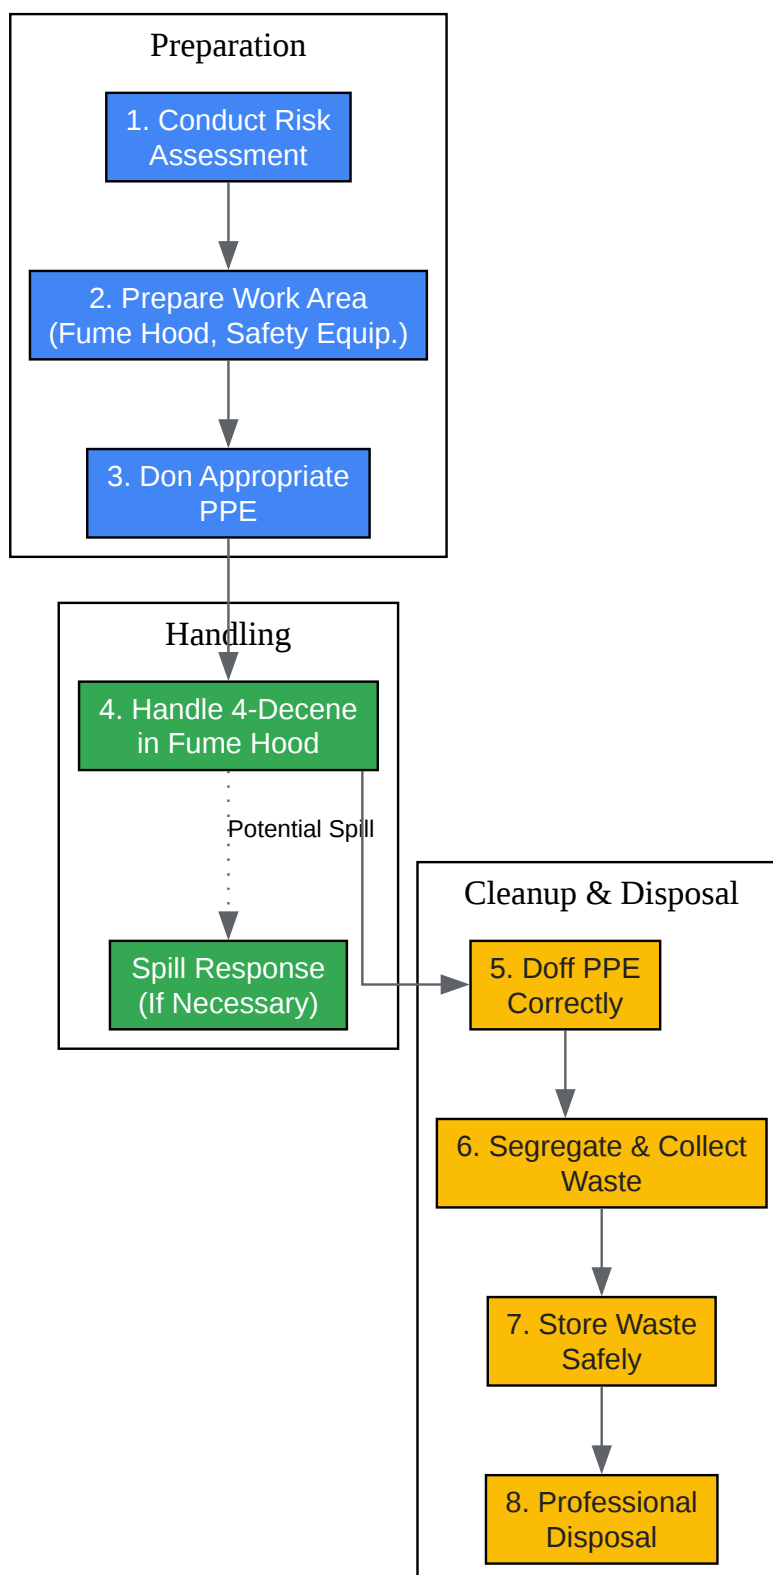 Preparation
1. Conduct Risk
Assessment
2. Prepare Work Area
(Fume Hood, Safety Equip.)
3. Don Appropriate
PPE
Handling
4. Handle 4-Decene
in Fume Hood
Potential Spill
Spill Response
(If Necessary)
Cleanup & Disposal
5. Doff PPE
Correctly
6. Segregate & Collect
Waste
7. Store Waste
Safely
8. Professional
Disposal